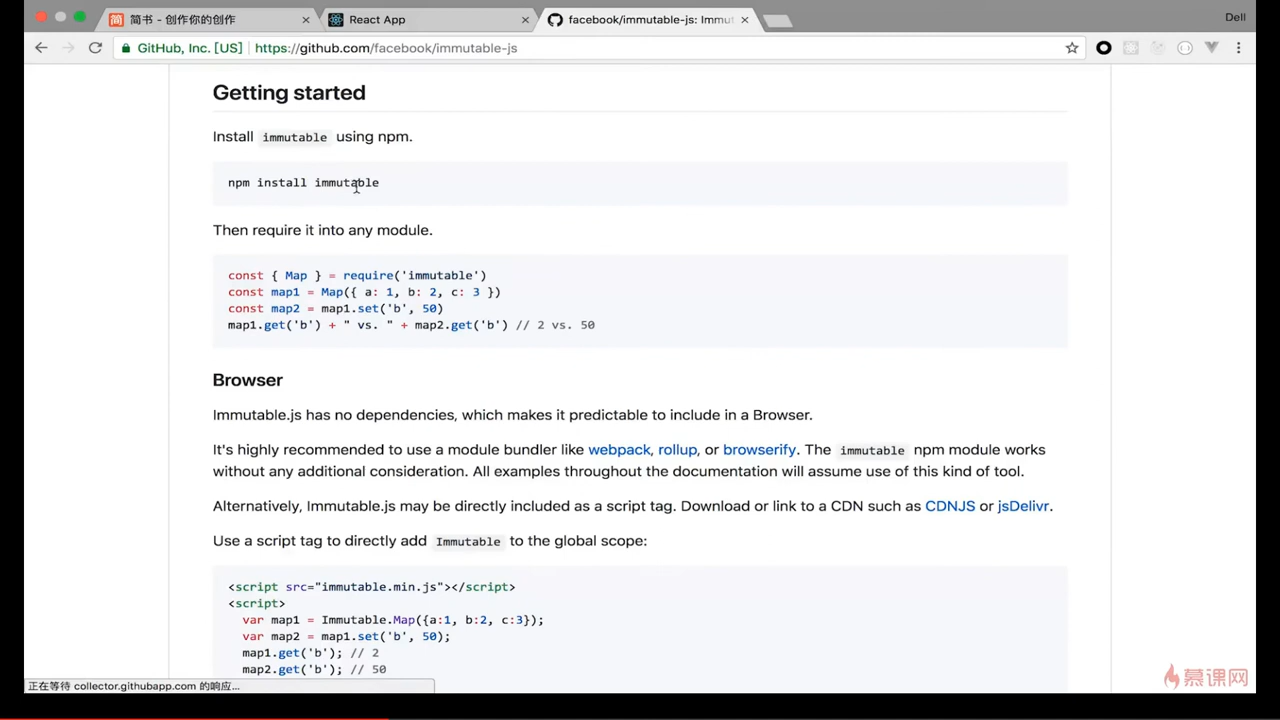 简 简书 - 创作你的创作
React App
facebook/immutable-js: Immut
Dell
GitHub, Inc. [US]
https://github.com/facebook/immutable-js
Getting started
Install immutable using npm.
npm install immutable
Then require it into any module.
const { Map } = require('immutable')
const map1 = Map({ a: 1, b: 2, c: 3 })
const map2 = map1.set('b', 50)
map1.get('b') + " vs. " + map2.get('b') // 2 vs. 50
Browser
Immutable.js has no dependencies, which makes it predictable to include in a Browser.
It's highly recommended to use a module bundler like webpack, rollup, or browserify. The immutable npm module works
without any additional consideration. All examples throughout the documentation will assume use of this kind of tool.
Alternatively, Immutable.js may be directly included as a script tag. Download or link to a CDN such as CDNJS or jsDelivr.
Use a script tag to directly add Immutable to the global scope:
<script src="immutable.min.js"></script>
<script>
var map1 = Immutable.Map({a:1, b:2, c:3});
var map2 = map1.set('b', 50);
map1.get('b'); // 2
map2.get('b'); // 50
正在等待 collector.githubapp.com 的响应...
慕课网